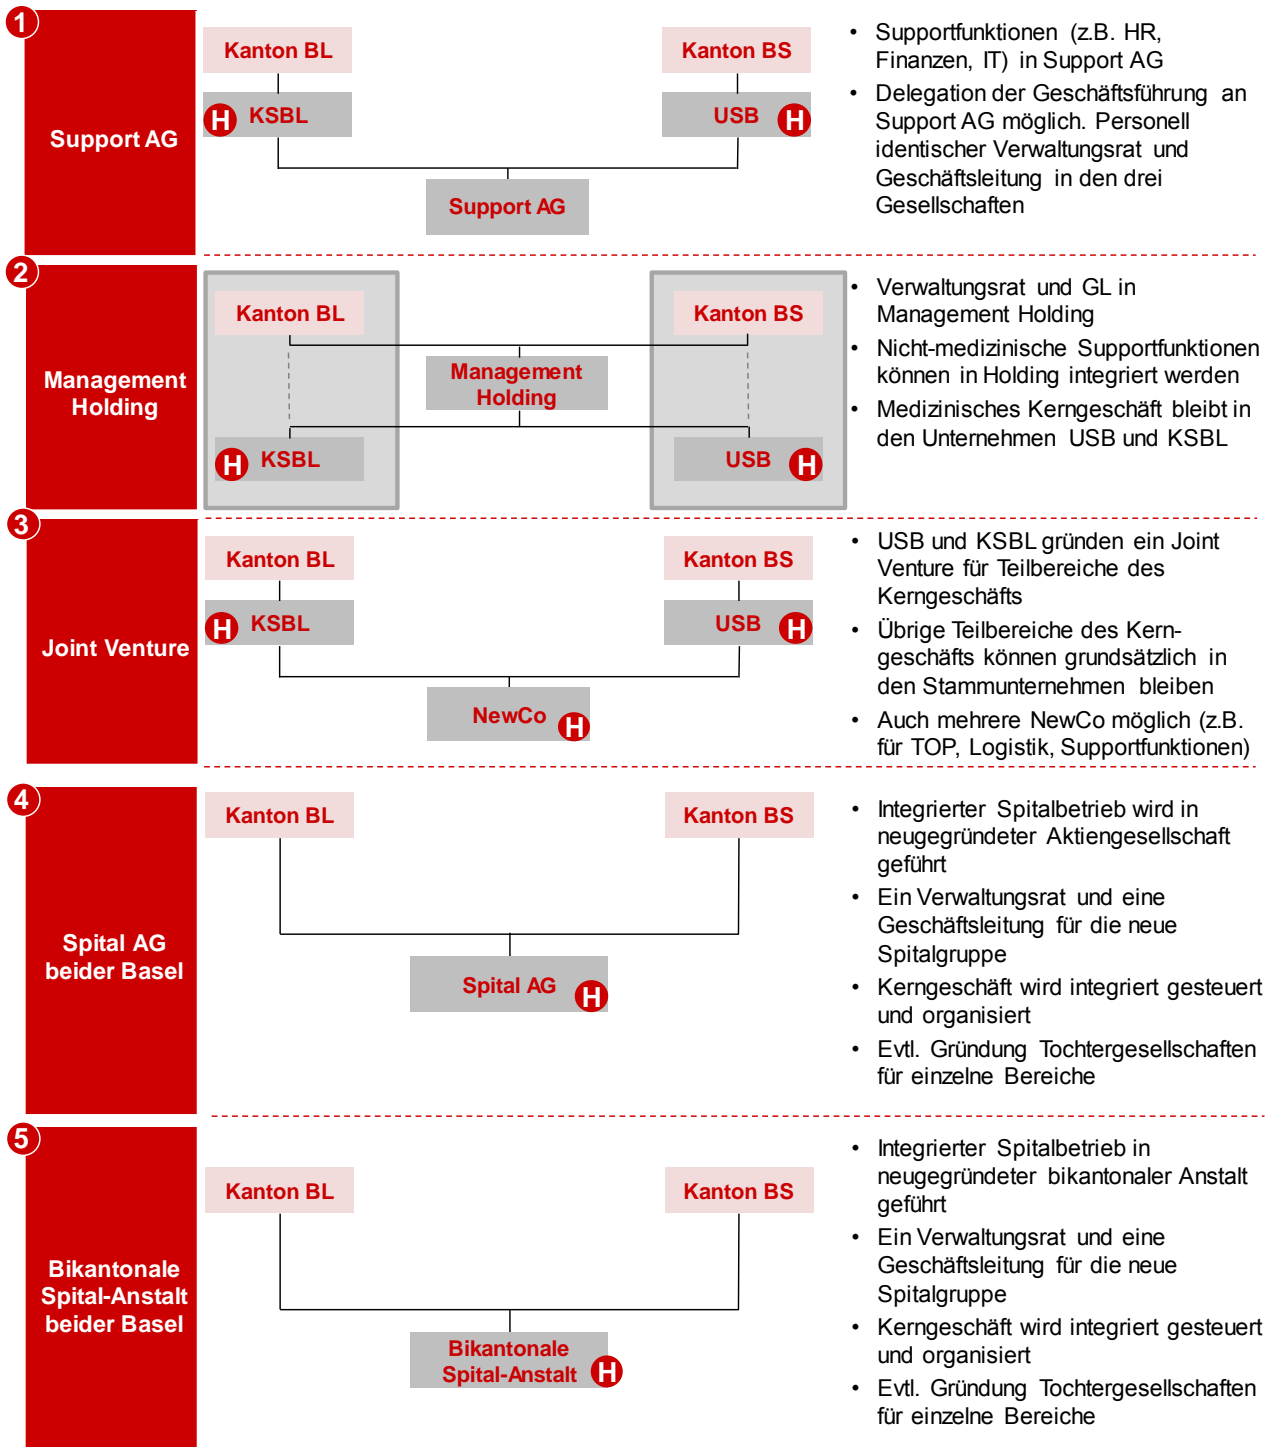 1
Support AG
Kanton BL
Kanton BS
H KSBL
USB H
Support AG
• Supportfunktionen (z.B. HR,
Finanzen, IT) in Support AG
• Delegation der Geschäftsführung an
Support AG möglich. Personell
identischer Verwaltungsrat und
Geschäftsleitung in den drei
Gesellschaften
2
Management
Holding
Kanton BL
Kanton BS
Management
Holding
H KSBL
USB H
• Verwaltungsrat und GL in
Management Holding
• Nicht-medizinische Supportfunktionen
können in Holding integriert werden
• Medizinisches Kerngeschäft bleibt in
den Unternehmen USB und KSBL
3
Joint Venture
Kanton BL
Kanton BS
H KSBL
USB H
NewCo H
• USB und KSBL gründen ein Joint
Venture für Teilbereiche des
Kerngeschäfts
• Übrige Teilbereiche des Kern-
geschäfts können grundsätzlich in
den Stammunternehmen bleiben
• Auch mehrere NewCo möglich (z.B.
für TOP, Logistik, Supportfunktionen)
4
Spital AG
beider Basel
Kanton BL
Kanton BS
Spital AG H
• Integrierter Spitalbetrieb wird in
neugegründeter Aktiengesellschaft
geführt
• Ein Verwaltungsrat und eine
Geschäftsleitung für die neue
Spitalgruppe
• Kerngeschäft wird integriert gesteuert
und organisiert
• Evtl. Gründung Tochtergesellschaften
für einzelne Bereiche
5
Bikantonale
Spital-Anstalt
beider Basel
Kanton BL
Kanton BS
Bikantonale
Spital-Anstalt H
• Integrierter Spitalbetrieb in
neugegründeter bikantonaler Anstalt
geführt
• Ein Verwaltungsrat und eine
Geschäftsleitung für die neue
Spitalgruppe
• Kerngeschäft wird integriert gesteuert
und organisiert
• Evtl. Gründung Tochtergesellschaften
für einzelne Bereiche